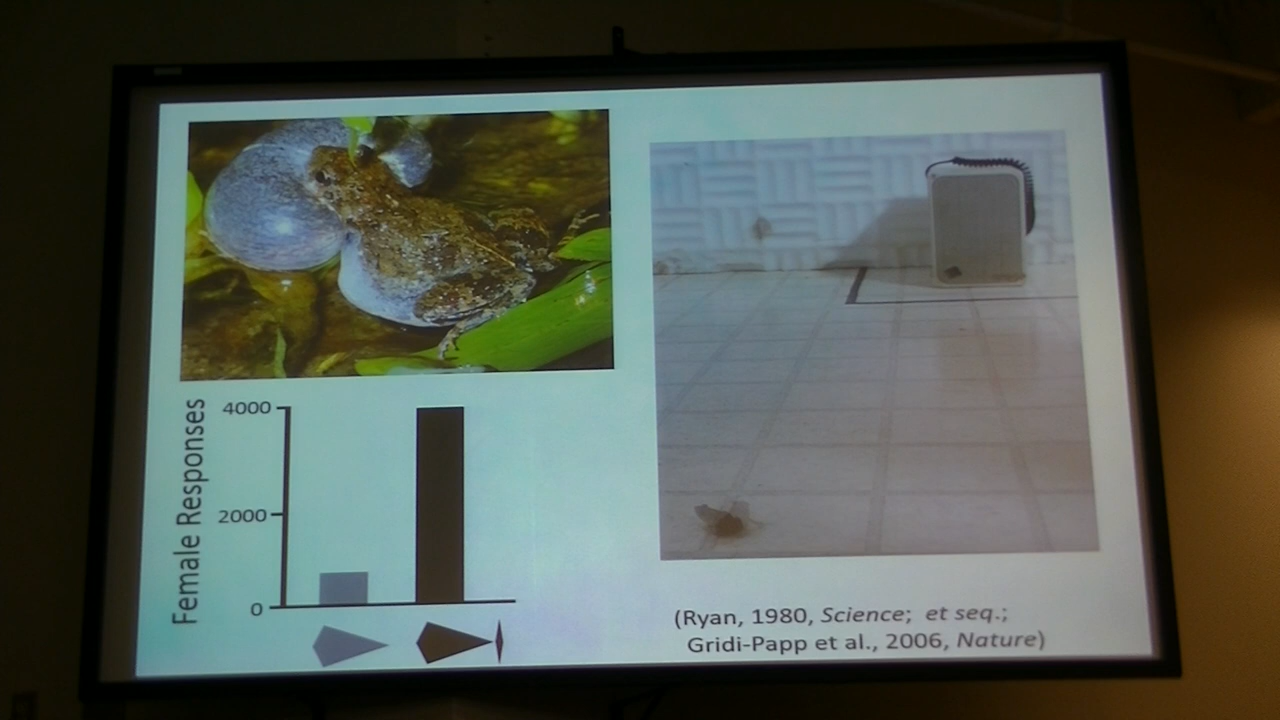 Female Responses
4000
2000
0
(Ryan, 1980, Science; et seq.;
Gridi-Papp et al., 2006, Nature)